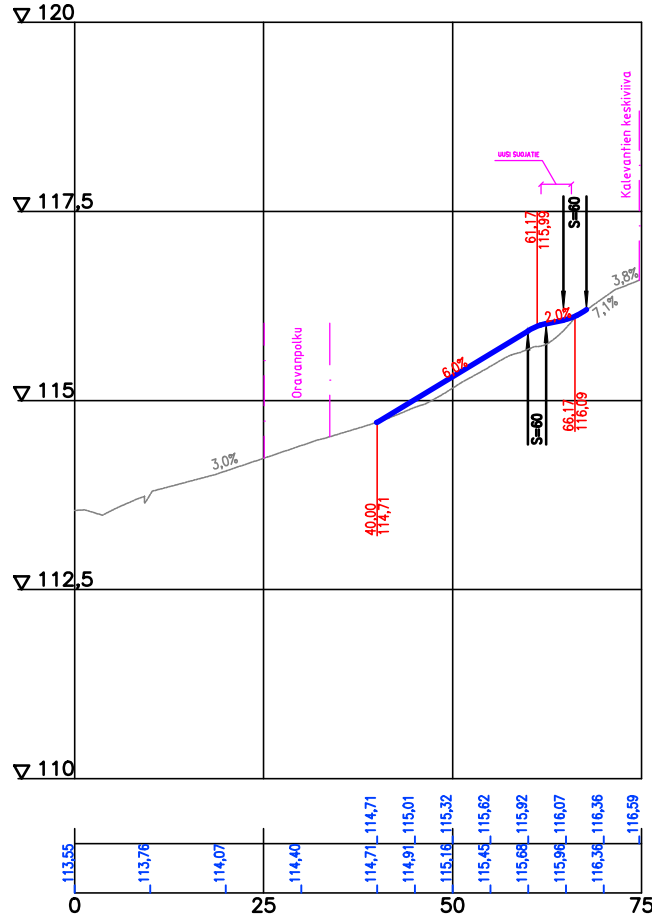 120
Kalevantien keskiviiva
UUSI SUOJATIE
117,5
61,17
115,99
S=60
3,8%
7,1%
2,0%
Oravanpolku
6,0%
115
66,17
116,09
S=60
3,0%
40,00
114,71
112,5
110
114,71 115,01 115,32 115,62 115,92 116,07 116,36 116,59
113,55 113,76 114,07 114,40 114,71 114,91 115,16 115,45 115,68 115,96 116,36
0 25 50 75